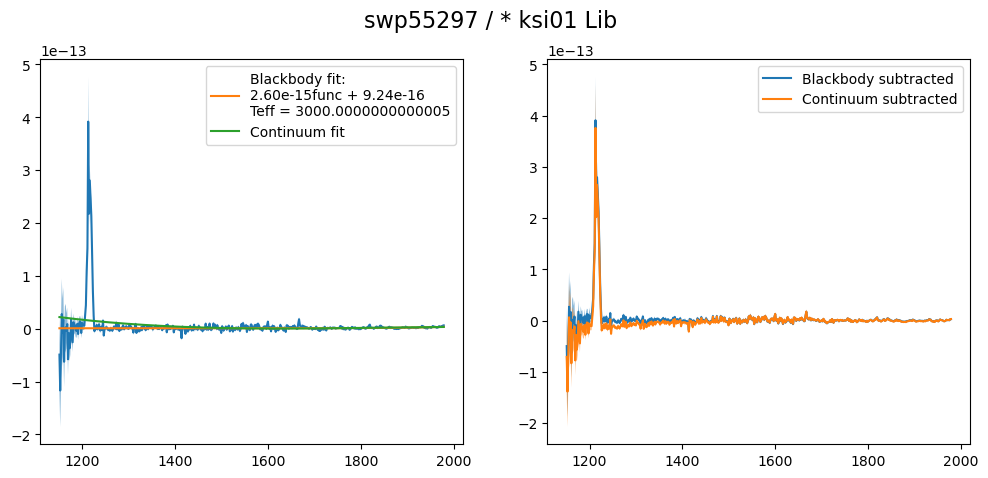 swp55297 / * ksi01 Lib
1e−13
5
4
3
2
1
0
−1
−2
1200 1400 1600 1800 2000
Blackbody fit:
2.60e-15func + 9.24e-16
Teff = 3000.0000000000005
Continuum fit
1e−13
5
4
3
2
1
0
−1
−2
1200 1400 1600 1800 2000
Blackbody subtracted
Continuum subtracted